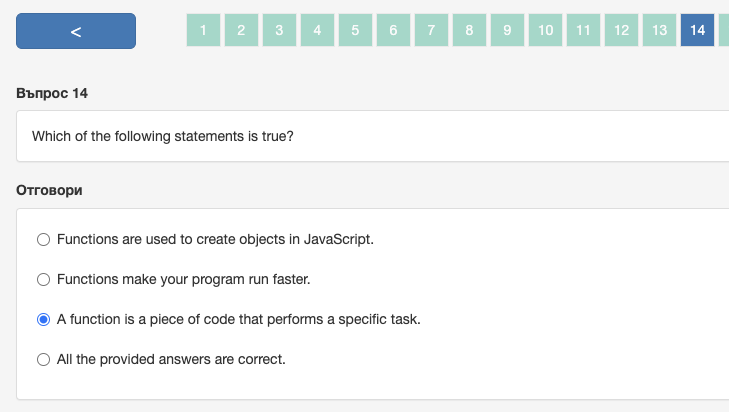 <
1 2 3 4 5 6 7 8 9 10 11 12 13 14
Въпрос 14
Which of the following statements is true?
Отговори
Functions are used to create objects in JavaScript.
Functions make your program run faster.
A function is a piece of code that performs a specific task.
All the provided answers are correct.